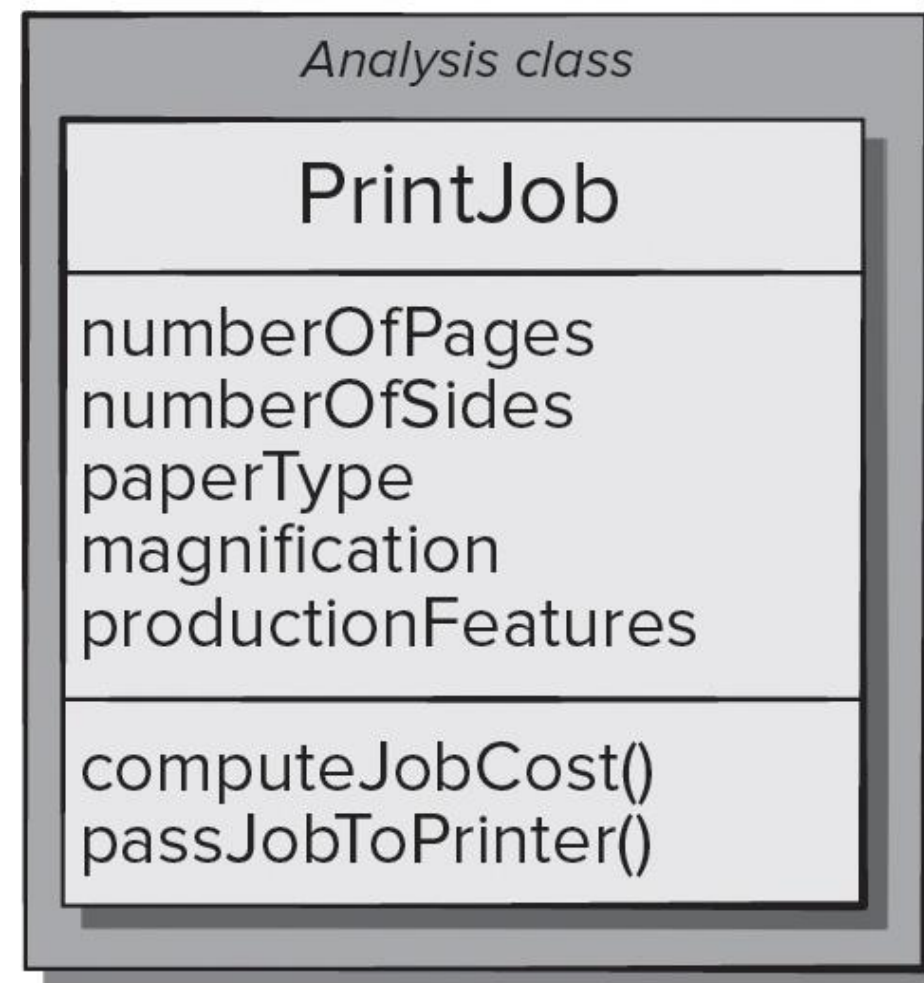 Analysis class
PrintJob
numberOfPages
numberOfSides
paperType
magnification
productionFeatures
computeJobCost()
passJobToPrinter()